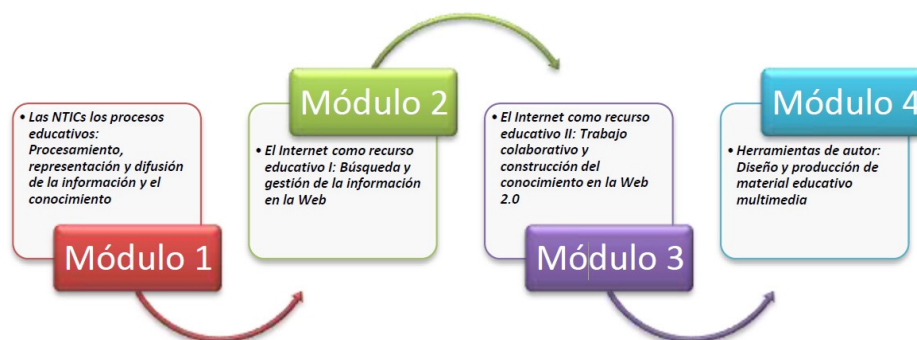 • Las NTICs los procesos
educativos:
Procesamiento,
representación y difusión
de la información y el
conocimiento
Módulo 1
Módulo 2
• El Internet como recurso
educativo I: Búsqueda y
gestión de la información
en la Web
• El Internet como recurso
educativo II: Trabajo
colaborativo y
construcción del
conocimiento en la Web
2.0
Módulo 3
Módulo 4
• Herramientas de autor:
Diseño y producción de
material educativo
multimedia